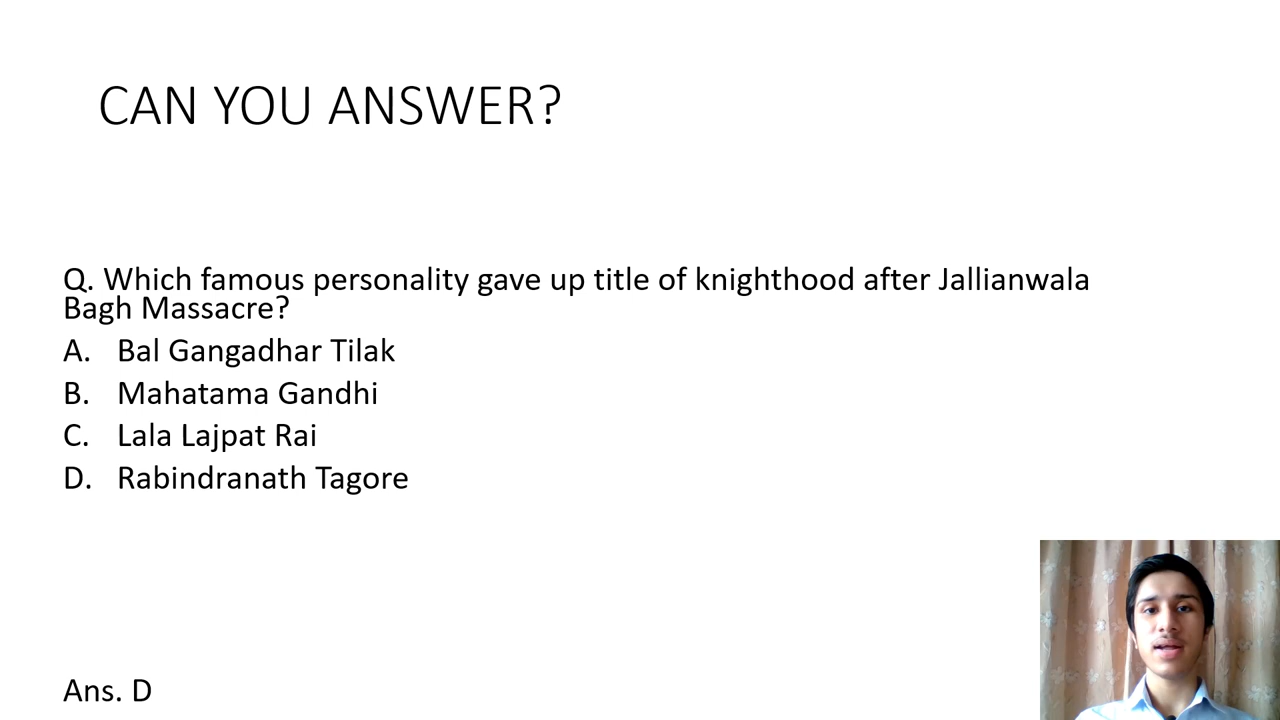 CAN YOU ANSWER?
Q. Which famous personality gave up title of knighthood after Jallianwala
Bagh Massacre?
A. Bal Gangadhar Tilak
B. Mahatama Gandhi
C. Lala Lajpat Rai
D. Rabindranath Tagore
Ans. D